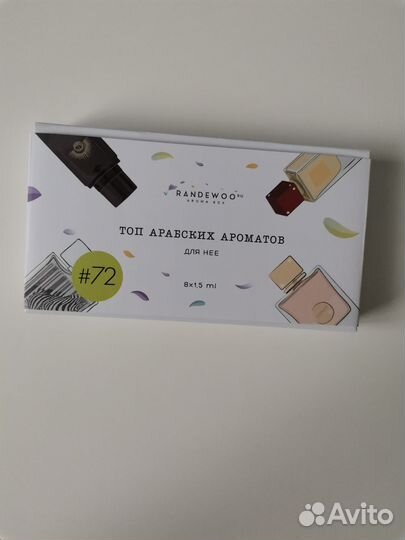 RANDEWOO RU
AROMA BOX
ТОП АРАБСКИХ АРОМАТОВ
ДЛЯ НЕЕ
#72
8x1,5 ml
Avito